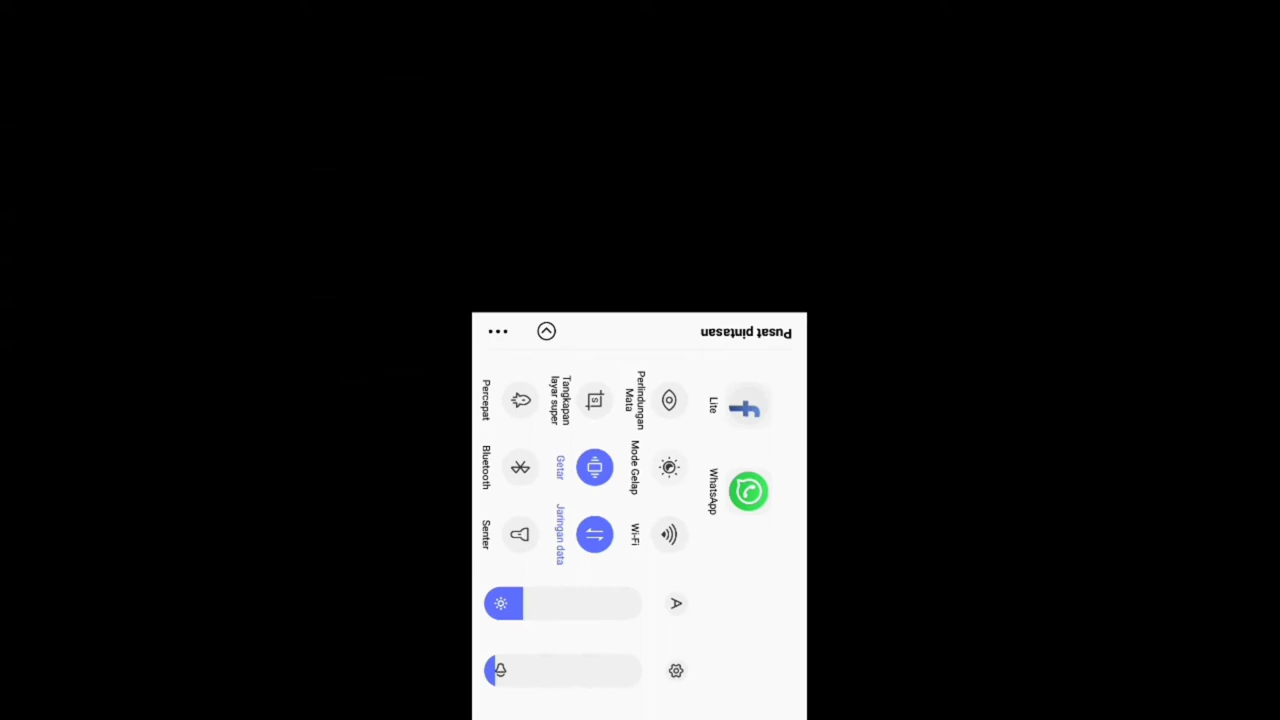 Pusat pintasan
Lite
WhatsApp
Perlindungan
Mata
Mode Gelap
Wi-Fi
Tangkapan
layar super
Getar
Jaringan data
Percepat
Bluetooth
Senter
A